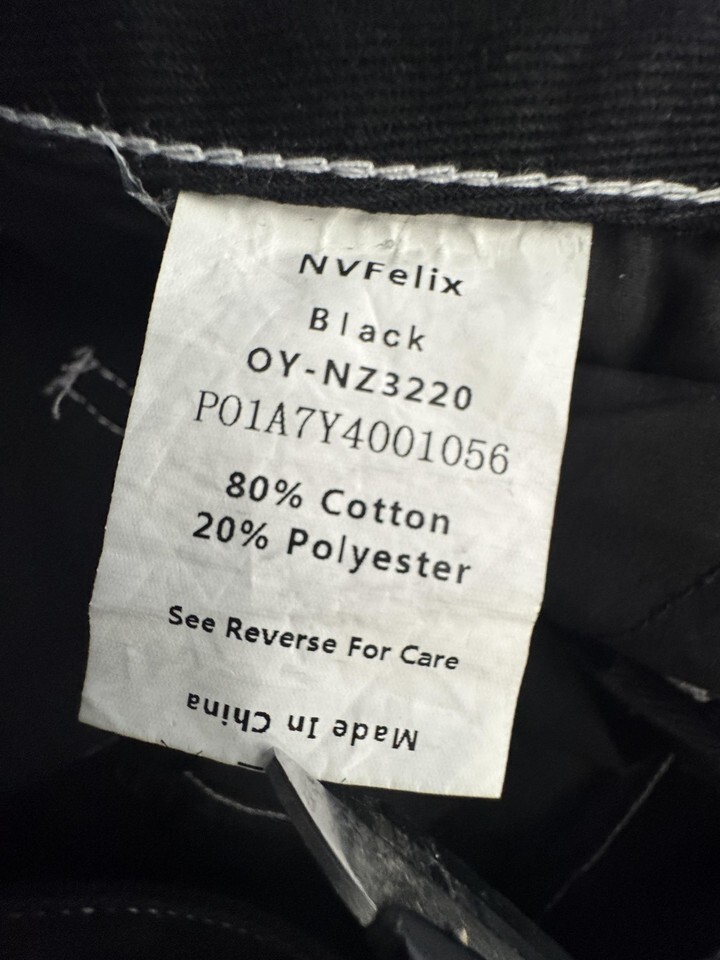 NVFelix
Black
OY-NZ3220
P01A7Y4001056
80% Cotton
20% Polyester
See Reverse For Care
Made In China